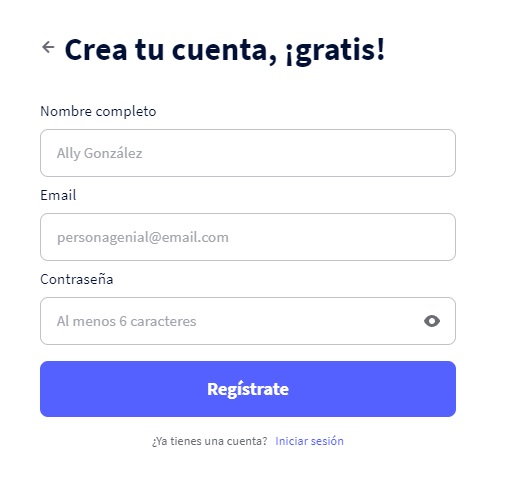 Crea tu cuenta, ¡gratis!
Nombre completo
Ally González
Email
personagenial@email.com
Contraseña
Al menos 6 caracteres
Regístrate
¿Ya tienes una cuenta? Iniciar sesión